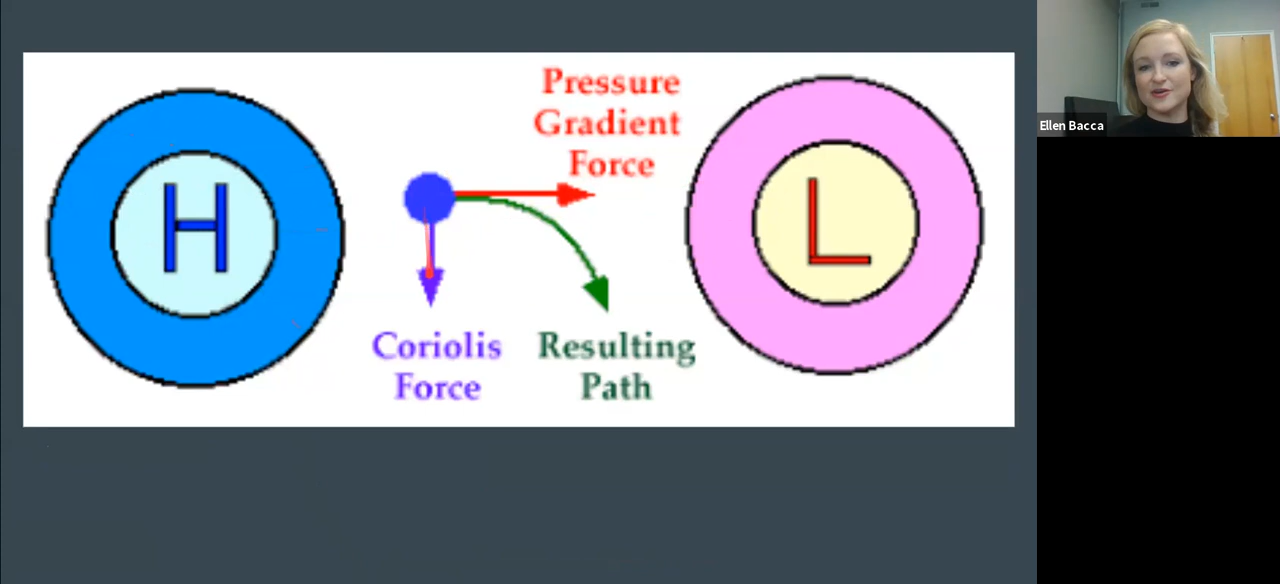 H
Pressure
Gradient
Force
L
Coriolis
Force
Resulting
Path
Ellen Bacca